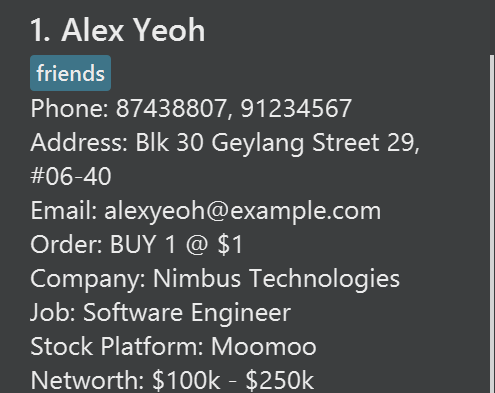 1. Alex Yeoh
friends
Phone: 87438807, 91234567
Address: Blk 30 Geylang Street 29,
#06-40
Email: alexyeoh@example.com
Order: BUY 1 @ $1
Company: Nimbus Technologies
Job: Software Engineer
Stock Platform: Moomoo
Networth: $100k - $250k